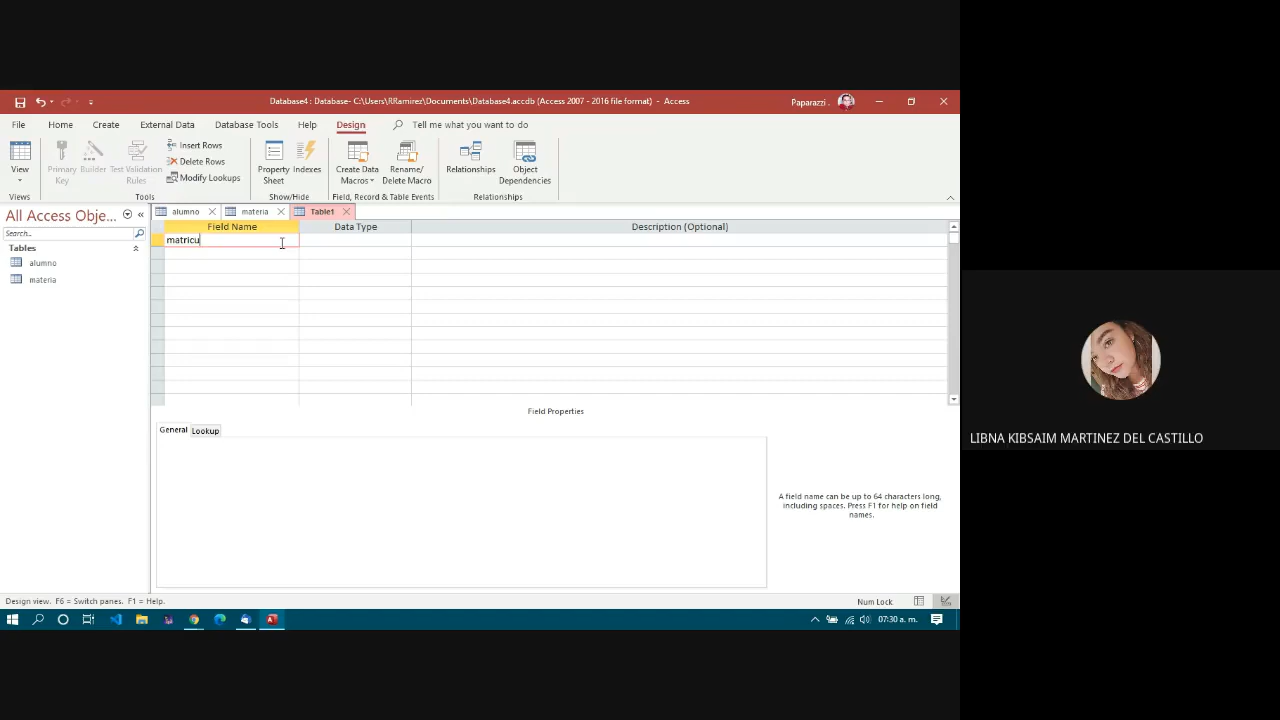 Database4 : Database- C:\Users\RRamirez\Documents\Database4.accdb (Access 2007 - 2016 file format) - Access
Paparazzi .
File Home Create External Data Database Tools Help Design Tell me what you want to do
View
Views
Primary Key
Builder
Test Validation Rules
Insert Rows
Delete Rows
Modify Lookups
Tools
Property Sheet
Indexes
Show/Hide
Create Data Macros
Rename/ Delete Macro
Field, Record & Table Events
Relationships
Object Dependencies
Relationships
All Access Obje...
Search...
Tables
alumno
materia
alumno materia Table1
Field Name Data Type Description (Optional)
matricu
Field Properties
General Lookup
A field name can be up to 64 characters long,
including spaces. Press F1 for help on field
names.
Design view. F6 = Switch panes. F1 = Help.
Num Lock
07:30 a. m.
LIBNA KIBSAIM MARTINEZ DEL CASTILLO